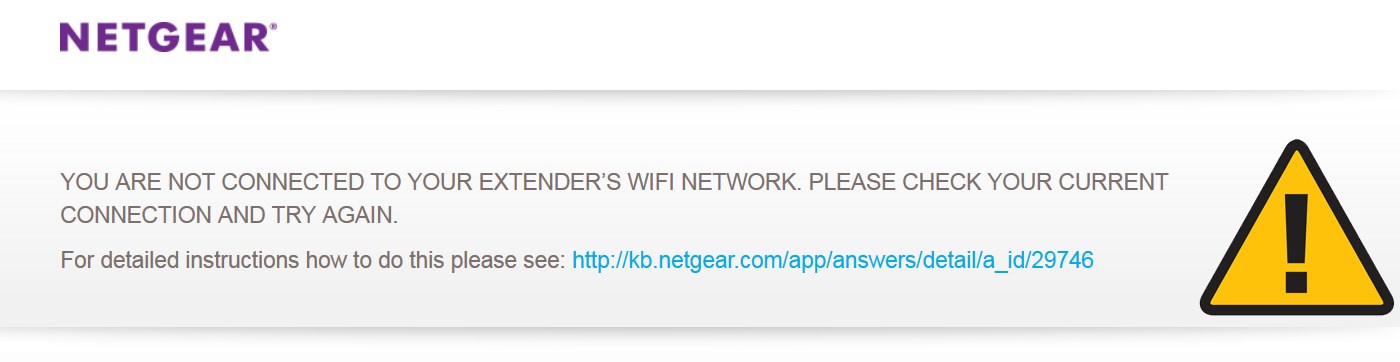 NETGEAR®
YOU ARE NOT CONNECTED TO YOUR EXTENDER’S WIFI NETWORK. PLEASE CHECK YOUR CURRENT
CONNECTION AND TRY AGAIN.
For detailed instructions how to do this please see: http://kb.netgear.com/app/answers/detail/a_id/29746
!